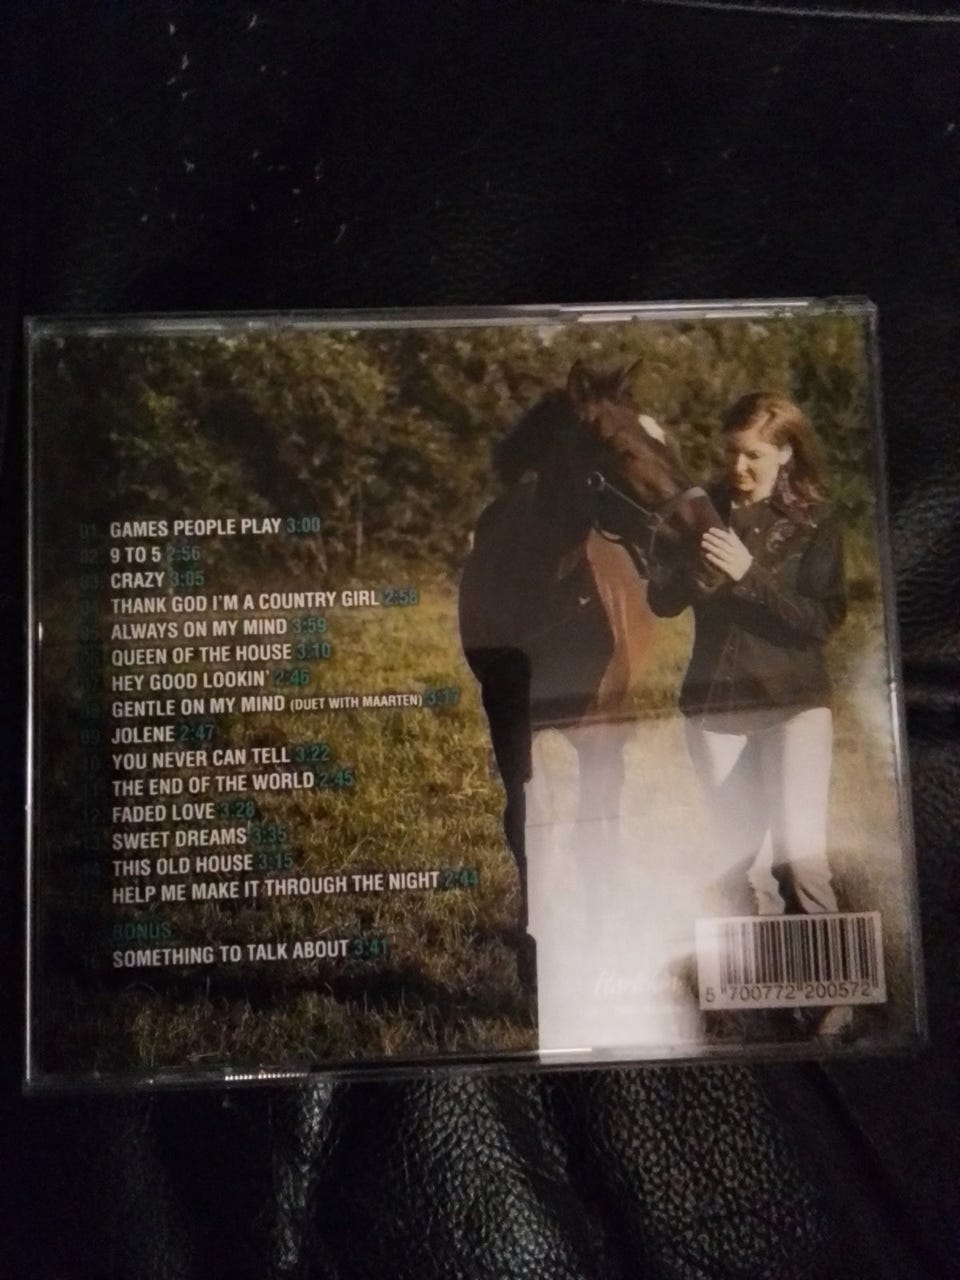 01 GAMES PEOPLE PLAY 3:00
02 9 TO 5 2:56
03 CRAZY 3:05
04 THANK GOD I'M A COUNTRY GIRL 2:58
05 ALWAYS ON MY MIND 3:59
06 QUEEN OF THE HOUSE 3:10
07 HEY GOOD LOOKIN' 2:46
08 GENTLE ON MY MIND (DUET WITH MAARTEN) 3:17
09 JOLENE 2:47
10 YOU NEVER CAN TELL 3:22
11 THE END OF THE WORLD 2:45
12 FADED LOVE 3:28
13 SWEET DREAMS 3:35
14 THIS OLD HOUSE 3:15
15 HELP ME MAKE IT THROUGH THE NIGHT 2:44
BONUS:
16 SOMETHING TO TALK ABOUT 3:41
5 700772 200572